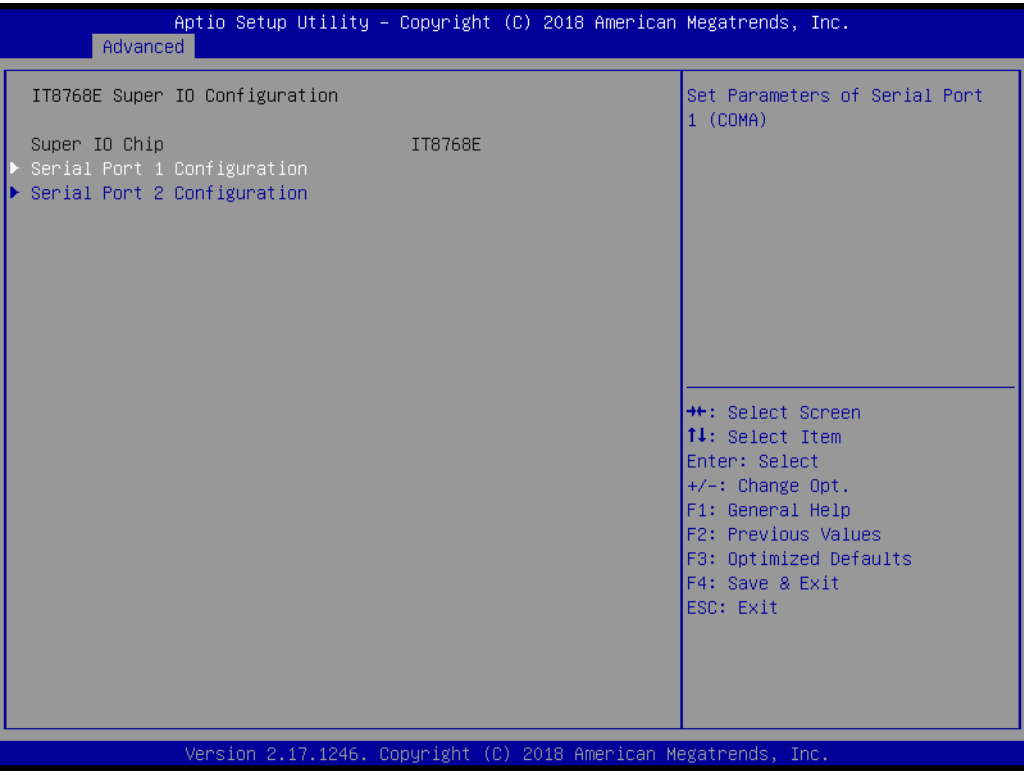 Aptio Setup Utility – Copyright (C) 2018 American Megatrends, Inc.
Advanced
IT8768E Super IO Configuration
Super IO Chip IT8768E
► Serial Port 1 Configuration
► Serial Port 2 Configuration
Set Parameters of Serial Port
1 (COMA)
→←: Select Screen
↑↓: Select Item
Enter: Select
+/-: Change Opt.
F1: General Help
F2: Previous Values
F3: Optimized Defaults
F4: Save & Exit
ESC: Exit
Version 2.17.1246. Copyright (C) 2018 American Megatrends, Inc.